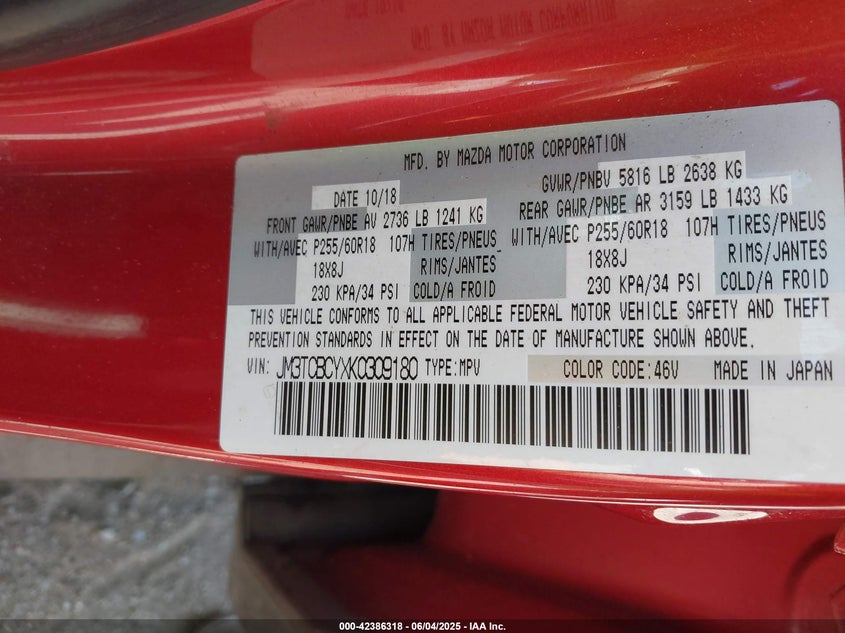 MFD. BY MAZDA MOTOR CORPORATION
DATE 10/18 GVWR/PNBV 5816 LB 2638 KG
FRONT GAWR/PNBE AV 2736 LB 1241 KG REAR GAWR/PNBE AR 3159 LB 1433 KG
WITH/AVEC P255/60R18 107H TIRES/PNEUS WITH/AVEC P255/60R18 107H TIRES/PNEUS
18X8J RIMS/JANTES 18X8J RIMS/JANTES
230 KPA/34 PSI COLD/A FROID 230 KPA/34 PSI COLD/A FROID
THIS VEHICLE CONFORMS TO ALL APPLICABLE FEDERAL MOTOR VEHICLE SAFETY AND THEFT
PREVENTION STANDARDS IN EFFECT ON THE DATE OF MANUFACTURE SHOWN ABOVE.
VIN: JM3TCBCYXK0309180 TYPE:MPV COLOR CODE:46V MADE IN JAPAN
000-42386318 - 06/04/2025 - IAA Inc.